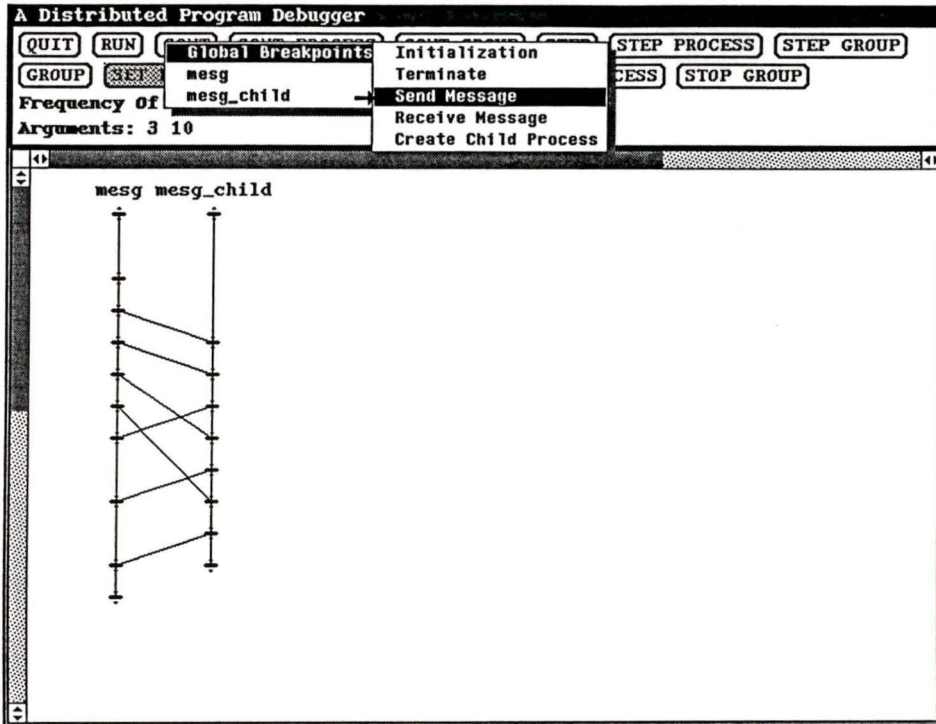 A Distributed Program Debugger
QUIT RUN STEP PROCESS STEP GROUP
Global Breakpoints
mesg
mesg_child
Initialization
Terminate
Send Message
Receive Message
Create Child Process
GROUP STOP GROUP
Frequency Of
Arguments: 3 10
mesg mesg_child